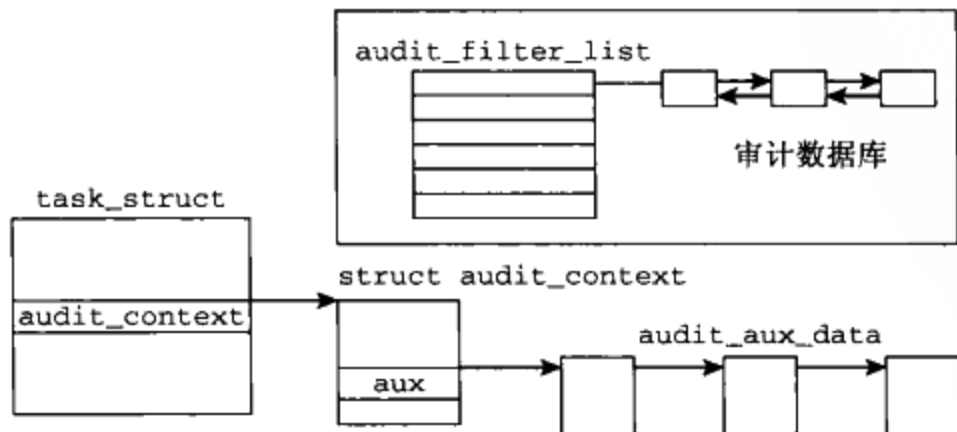 audit_filter_list
审计数据库
task_struct
struct audit_context
audit_context
audit_aux_data
aux